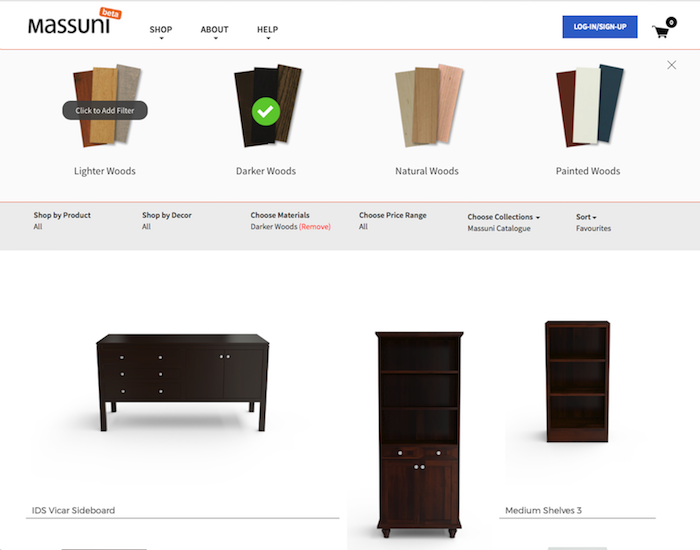 Massuni beta
SHOP ABOUT HELP
LOG-IN/SIGN-UP
0
Click to Add Filter
Lighter Woods Darker Woods Natural Woods Painted Woods
Shop by Product Shop by Decor Choose Materials Choose Price Range Choose Collections Sort
All All Darker Woods (Remove) All Massuni Catalogue Favourites
IDS Vicar Sideboard Medium Shelves 3